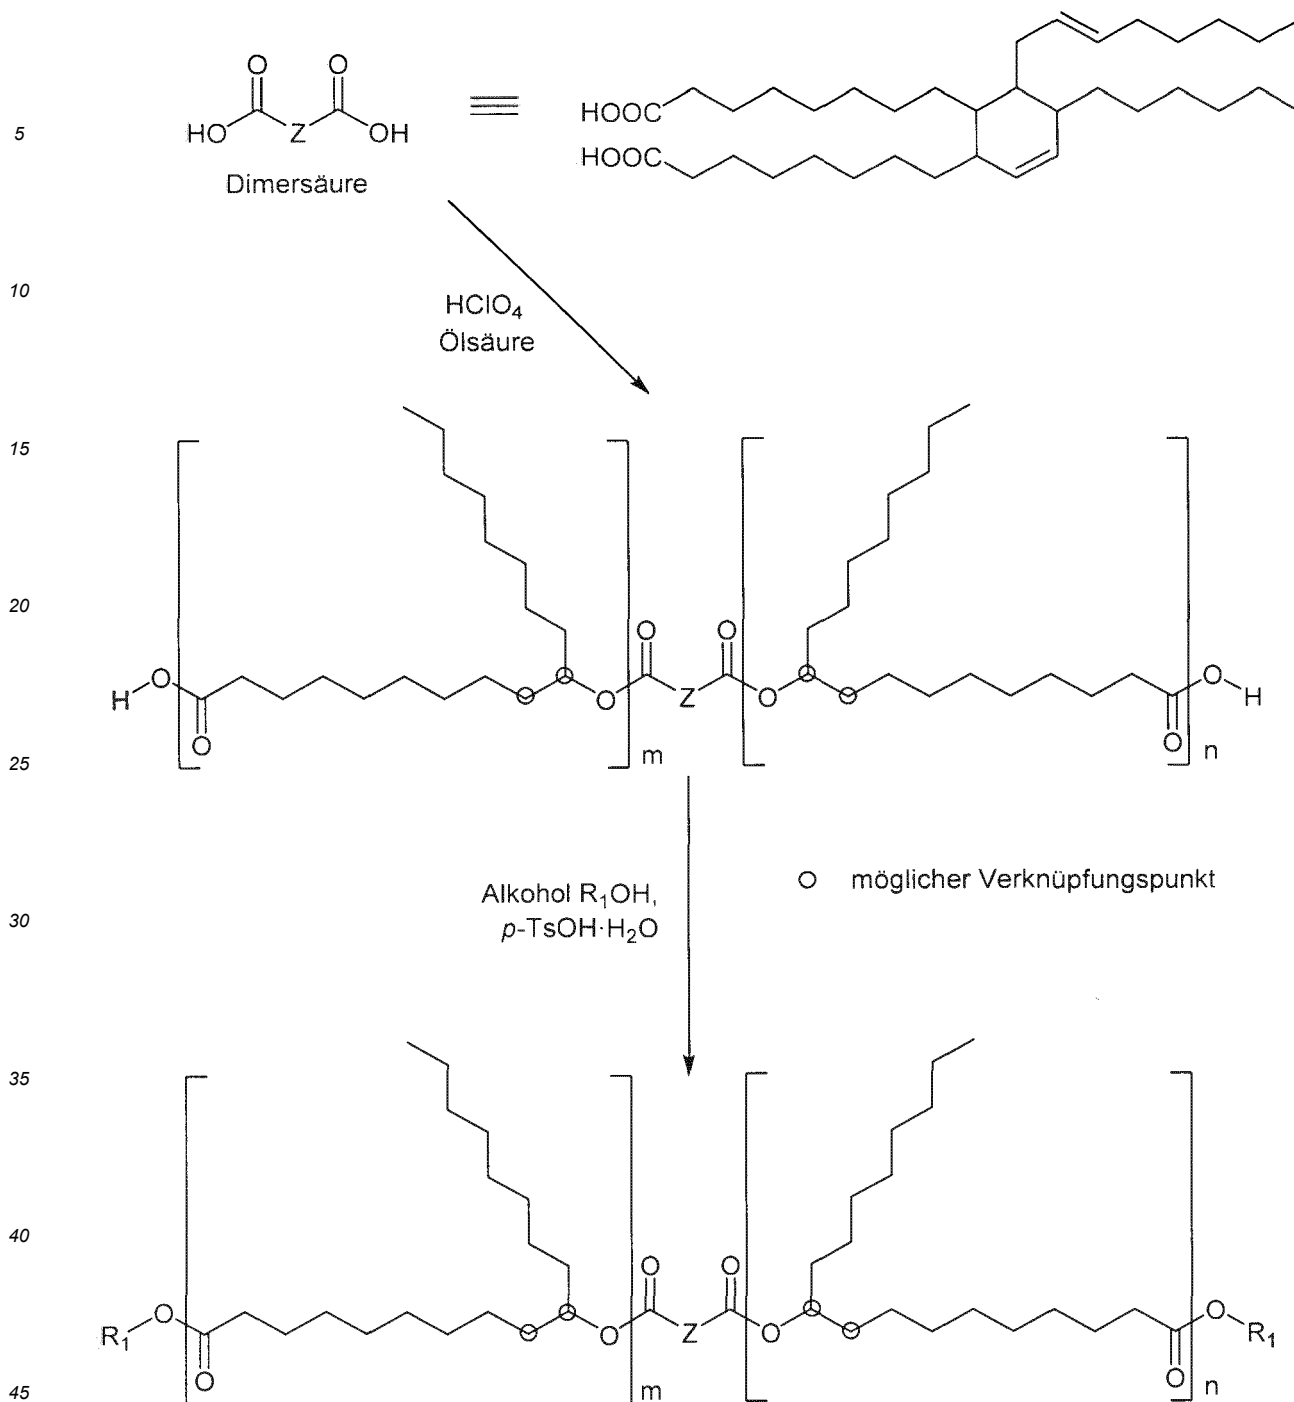 O O
HO Z OH
HOOC
HOOC
5
Dimersäure
10
HClO₄
Ölsäure
15
20
O O
H O O Z O O H
O O
m n
25
Alkohol R₁OH,
p-TsOH·H₂O
O möglicher Verknüpfungspunkt
30
35
40
O O
R₁ O O Z O O R₁
O O
m n
45